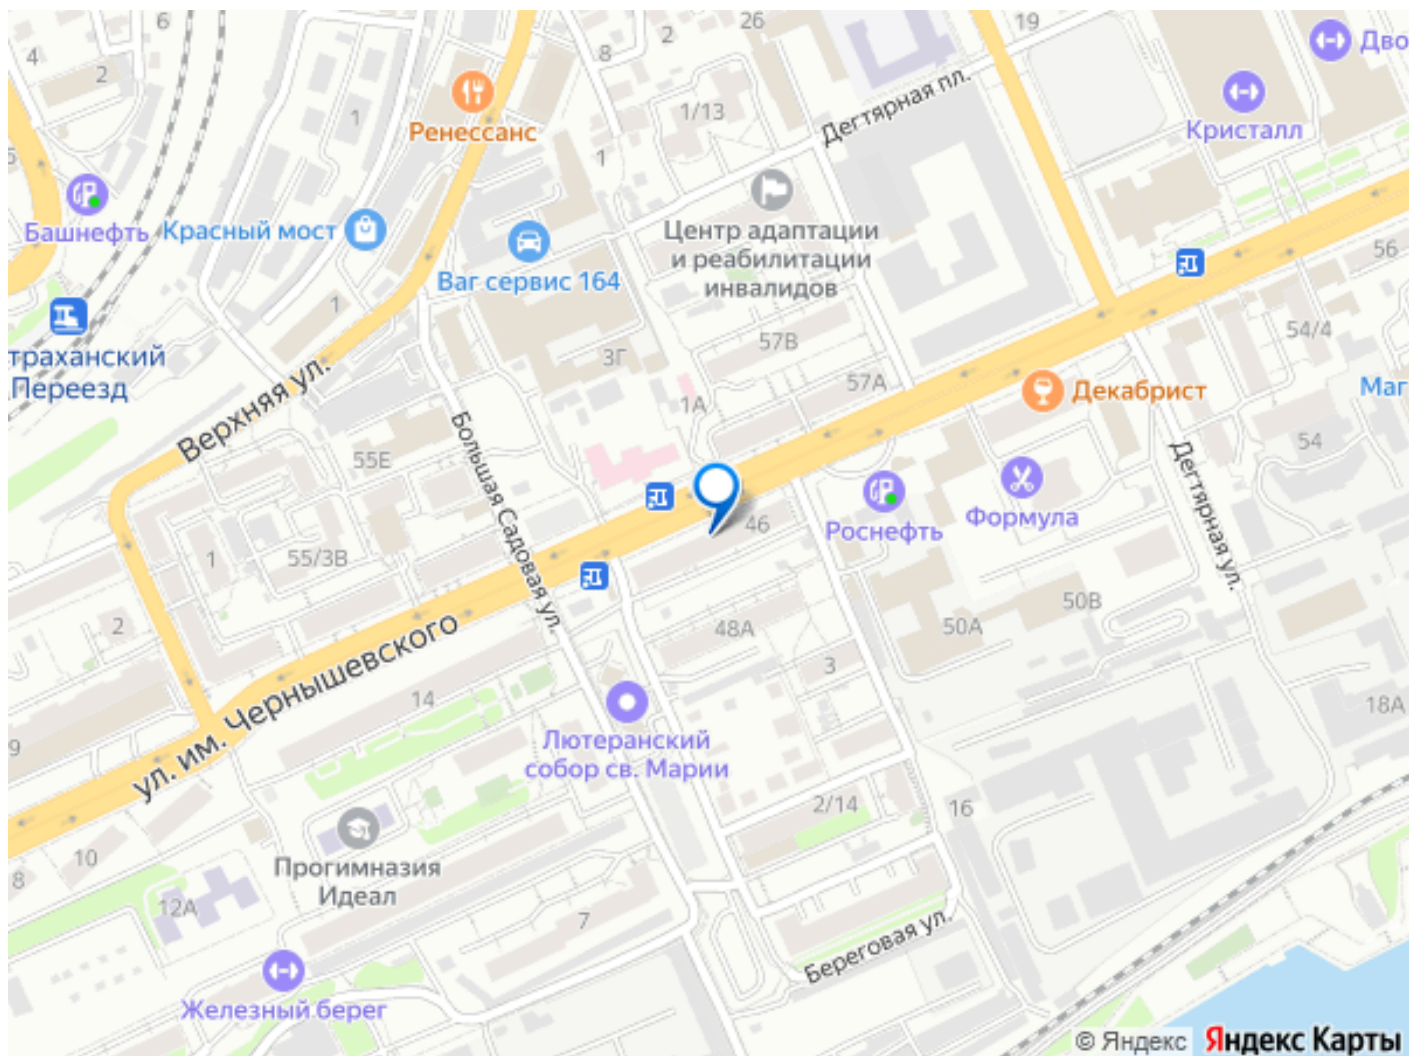 6
2
26
19
4
2
8
Дво
Ренессанс
1
1/13
Дегтярная пл.
Кристалл
1
Башнефть
Красный мост
Центр адаптации
и реабилитации
инвалидов
Ваг сервис 164
56
1
54/4
57В
траханский
Переезд
3Г
57А
Декабрист
Маг
1А
Верхняя ул.
Большая Садовая ул.
55Е
54
Дегтярная ул.
46
Роснефть
Формула
1
55/3В
50В
2
48А
50А
ул. им. Чернышевского
3
14
18А
9
Лютеранский
собор св. Марии
2/14
16
10
Прогимназия
Идеал
8
12А
7
Береговая ул.
Железный берег
© Яндекс Яндекс Карты